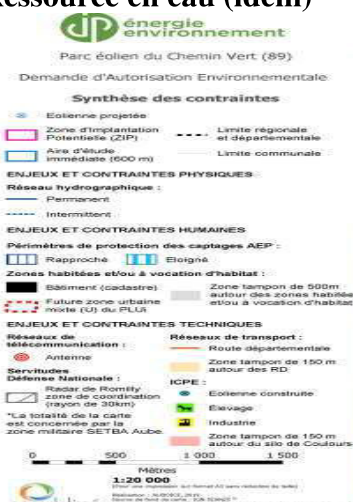 Ressource en eau (idem)
énergie
environnement
Parc éolien du Chemin Vert (89)
Demande d'Autorisation Environnementale
Synthèse des contraintes
Eolienne projetée
Zone d'Implantation Potentielle (ZIP)
Limite régionale et départementale
Aire d'étude immédiate (600 m)
Limite communale
ENJEUX ET CONTRAINTES PHYSIQUES
Réseau hydrographique :
Permanent
Intermittent
ENJEUX ET CONTRAINTES HUMAINES
Périmètres de protection des captages AEP :
Rapproché
Eloigné
Zones habitées et/ou à vocation d'habitat :
Bâtiment (cadastre)
Zone tampon de 500m autour des zones habitées et/ou à vocation d'habitat
Future zone urbaine mixte (U) du PLUi
ENJEUX ET CONTRAINTES TECHNIQUES
Réseaux de télécommunication :
Antenne
Servitudes Défense Nationale :
Radar de Romilly zone de coordination (rayon de 30km)
*La totalité de la carte est concernée par la zone militaire SETBA Aube.
Réseaux de transport :
Route départementale
Zone tampon de 150 m autour des RD
ICPE :
Eolienne construite
Elevage
Industrie
Zone tampon de 150 m autour du silo de Coulours
0 500 1 000 1 500
Mètres
1:20 000